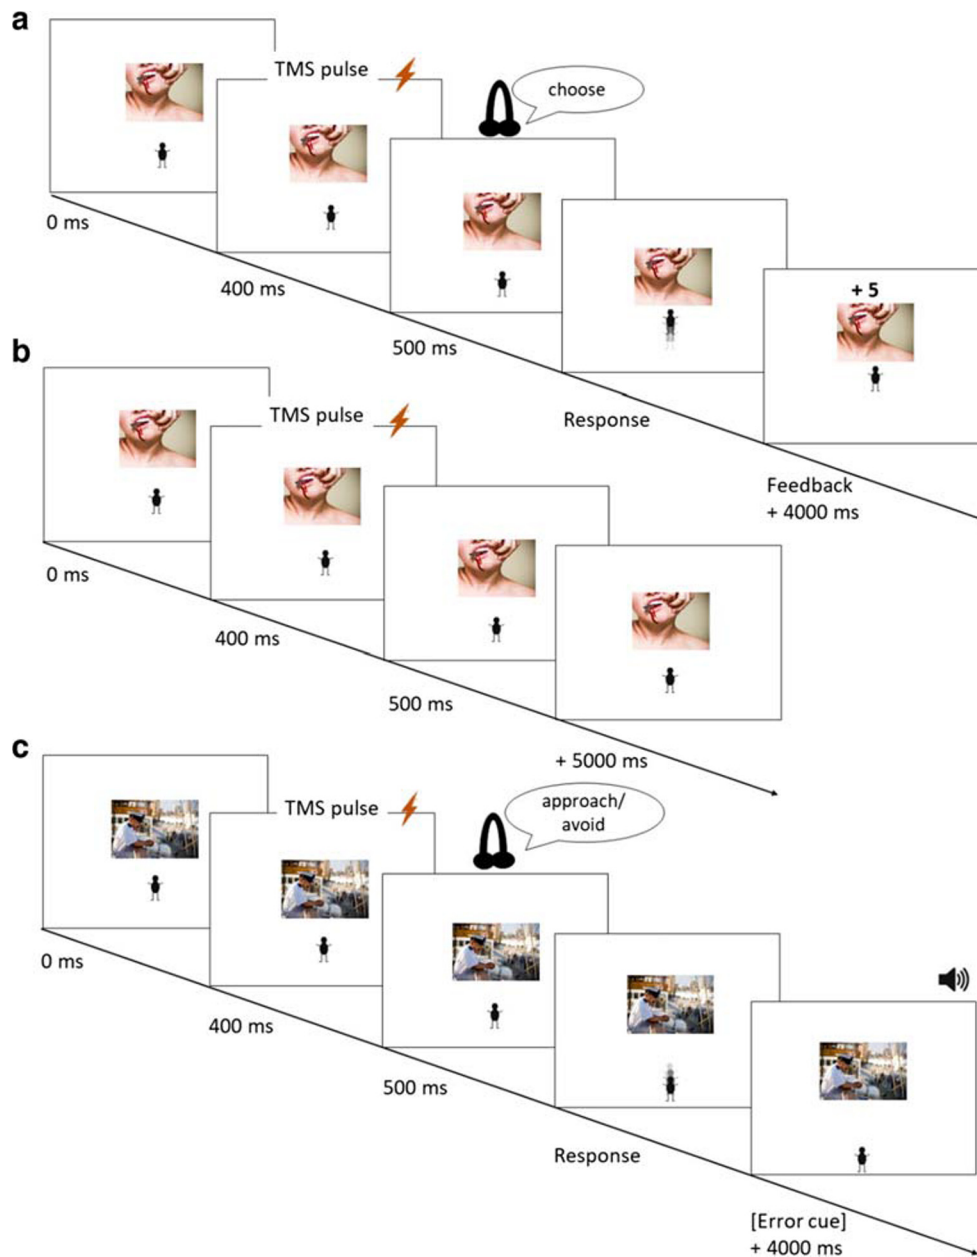 a
TMS pulse
choose
0 ms
400 ms
500 ms
Response
+ 5
Feedback
+ 4000 ms
b
TMS pulse
0 ms
400 ms
500 ms
+ 5000 ms
c
TMS pulse
approach/
avoid
0 ms
400 ms
500 ms
Response
[Error cue]
+ 4000 ms